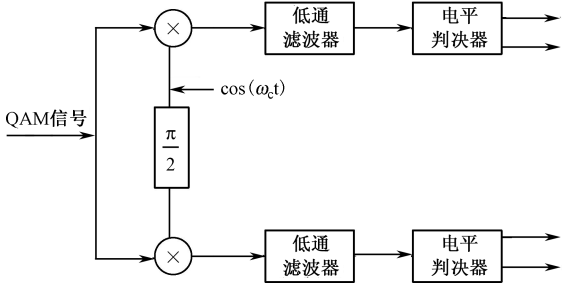 ×
低通
滤波器
电平
判决器
cos(ω_ct)
QAM信号
π
2
×
低通
滤波器
电平
判决器